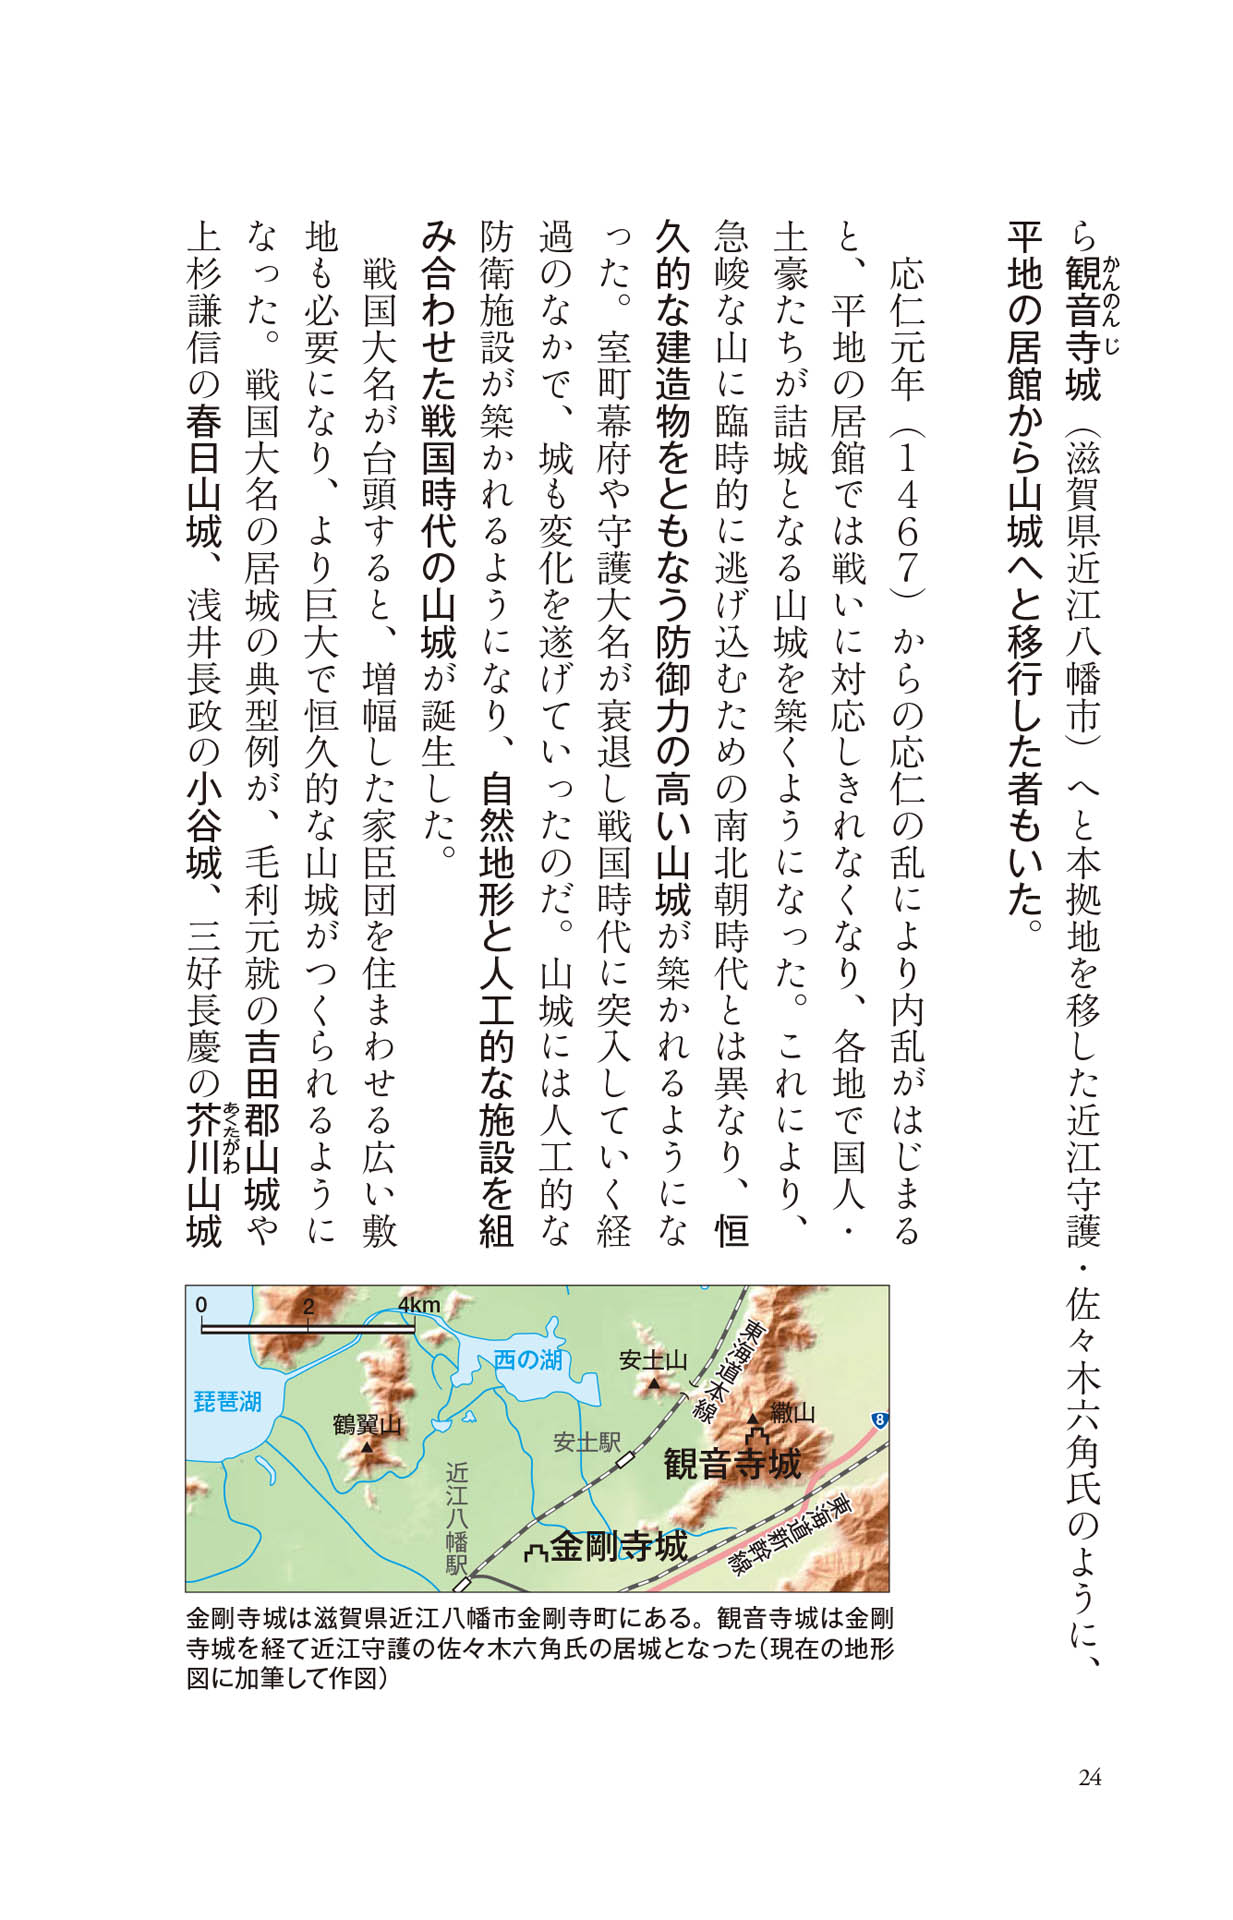 ら観音寺城（滋賀県近江八幡市）へと本拠地を移した近江守護・佐々木六角氏のように、
かんのんじ
平地の居館から山城へと移行した者もいた。
応仁元年（1467）からの応仁の乱により内乱がはじまる
と、平地の居館では戦いに対応しきれなくなり、各地で国人・
土豪たちが詰城となる山城を築くようになった。これにより、
急峻な山に臨時的に逃げ込むための南北朝時代とは異なり、恒
久的な建造物をともなう防御力の高い山城が築かれるようにな
った。室町幕府や守護大名が衰退し戦国時代に突入していく経
過のなかで、城も変化を遂げていったのだ。山城には人工的な
防衛施設が築かれるようになり、自然地形と人工的な施設を組
み合わせた戦国時代の山城が誕生した。
戦国大名が台頭すると、増幅した家臣団を住まわせる広い敷
地も必要になり、より巨大で恒久的な山城がつくられるように
なった。戦国大名の居城の典型例が、毛利元就の吉田郡山城や
上杉謙信の春日山城、浅井長政の小谷城、三好長慶の芥川山城
あくたがわ
0 2 4km
琵琶湖
西の湖
安土山
東海道本線
鶴翼山
繖山
8
安土駅
観音寺城
近江八幡駅
金剛寺城
東海道新幹線
金剛寺城は滋賀県近江八幡市金剛寺町にある。観音寺城は金剛
寺城を経て近江守護の佐々木六角氏の居城となった（現在の地形
図に加筆して作図）
24